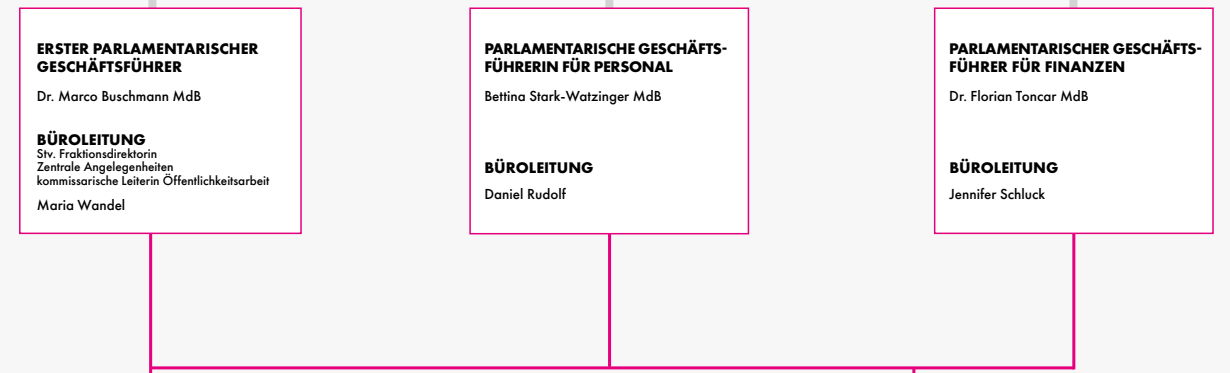 ERSTER PARLAMENTARISCHER
GESCHÄFTSFÜHRER
Dr. Marco Buschmann MdB
BÜROLEITUNG
Stv. Fraktionsdirektorin
Zentrale Angelegenheiten
kommissarische Leiterin Öffentlichkeitsarbeit
Maria Wandel
PARLAMENTARISCHE GESCHÄFTS-
FÜHRERIN FÜR PERSONAL
Bettina Stark-Watzinger MdB
BÜROLEITUNG
Daniel Rudolf
PARLAMENTARISCHER GESCHÄFTS-
FÜHRER FÜR FINANZEN
Dr. Florian Toncar MdB
BÜROLEITUNG
Jennifer Schluck